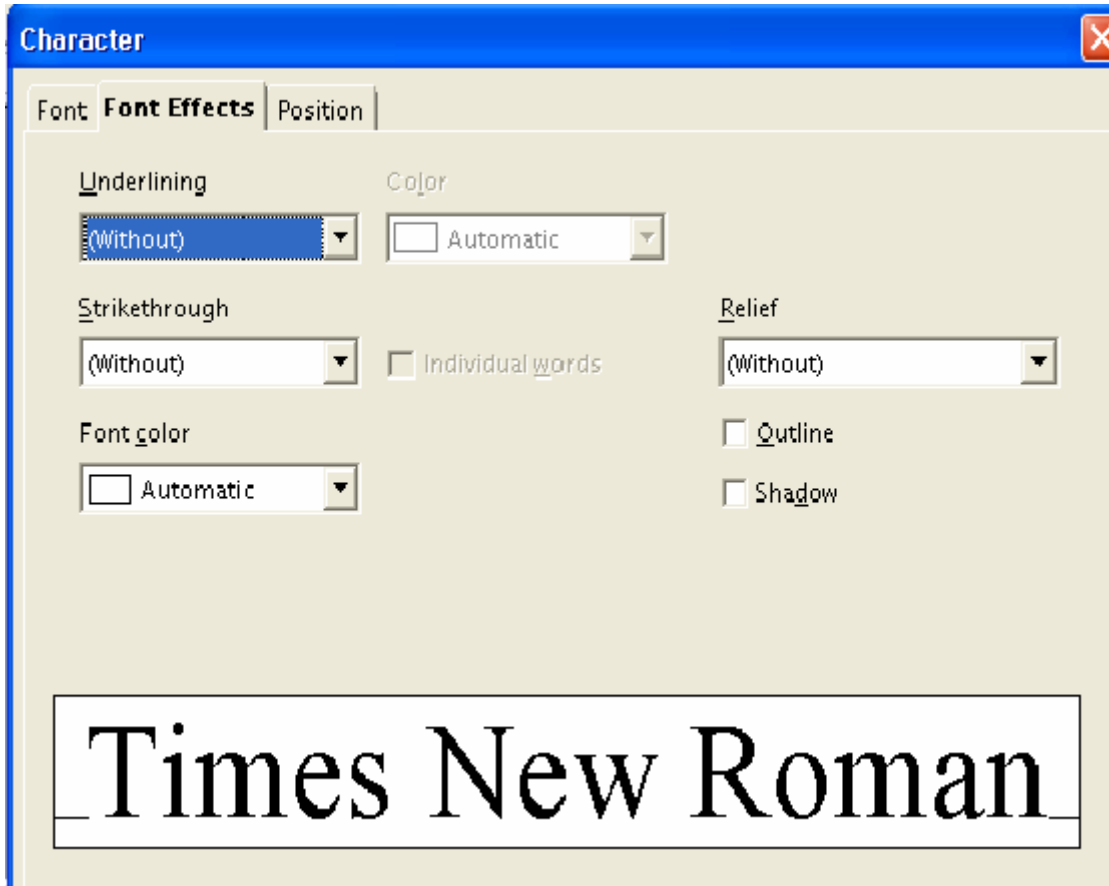 Character
Font Font Effects Position
Underlining Color
(Without) Automatic
Strikethrough Relief
(Without) Individual words (Without)
Font color Outline
Automatic Shadow
Times New Roman